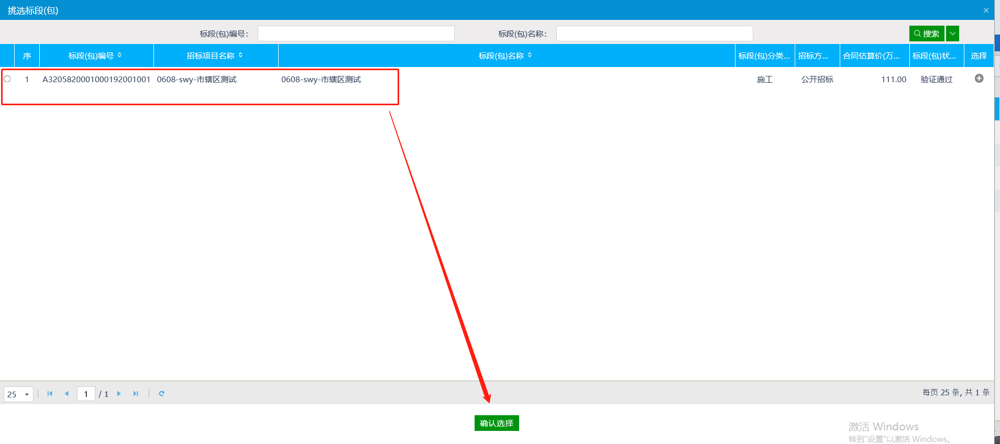 挑选标段(包)
标段(包)编号：
标段(包)名称：
搜索
序 标段(包)编号 招标项目名称 标段(包)名称 标段(包)分类... 招标方... 合同估算价(万... 标段(包)状... 选择
1 A3205820001000192001001 0608-swy-市辖区测试 0608-swy-市辖区测试 施工 公开招标 111.00 验证通过
25 1 / 1 每页 25 条, 共 1 条
确认选择
激活 Windows
转到"设置"以激活 Windows。